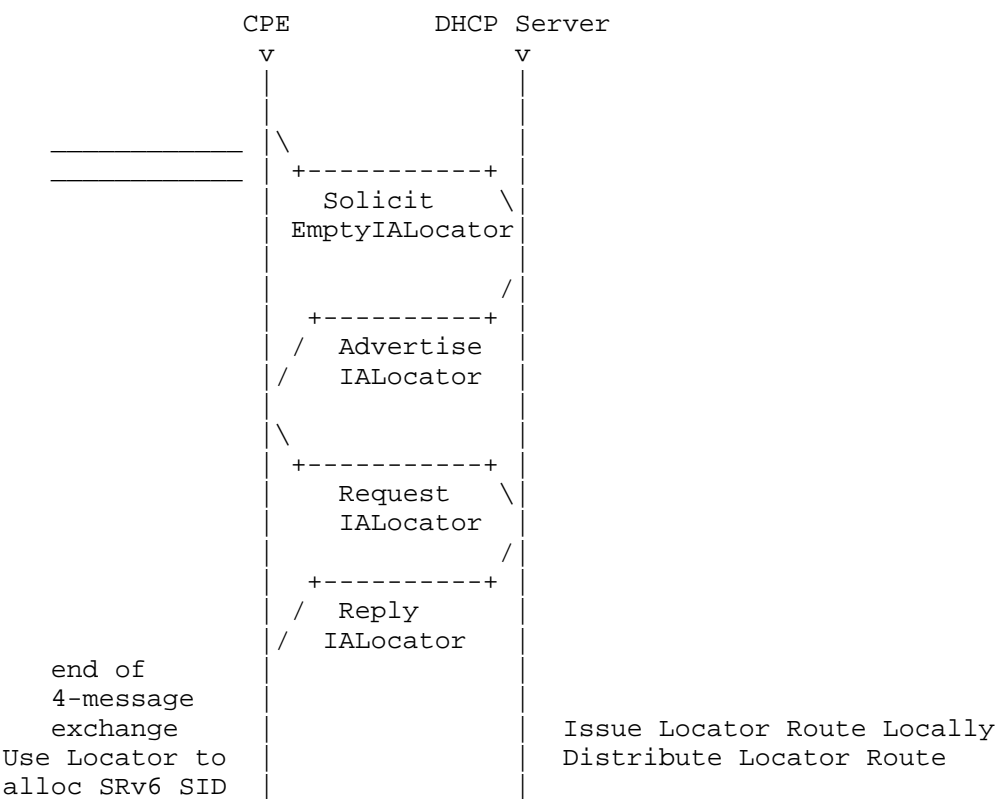 CPE DHCP Server
v v
Solicit
EmptyIALocator
Advertise
IALocator
Request
IALocator
Reply
IALocator
end of
4-message
exchange Issue Locator Route Locally
Use Locator to Distribute Locator Route
alloc SRv6 SID